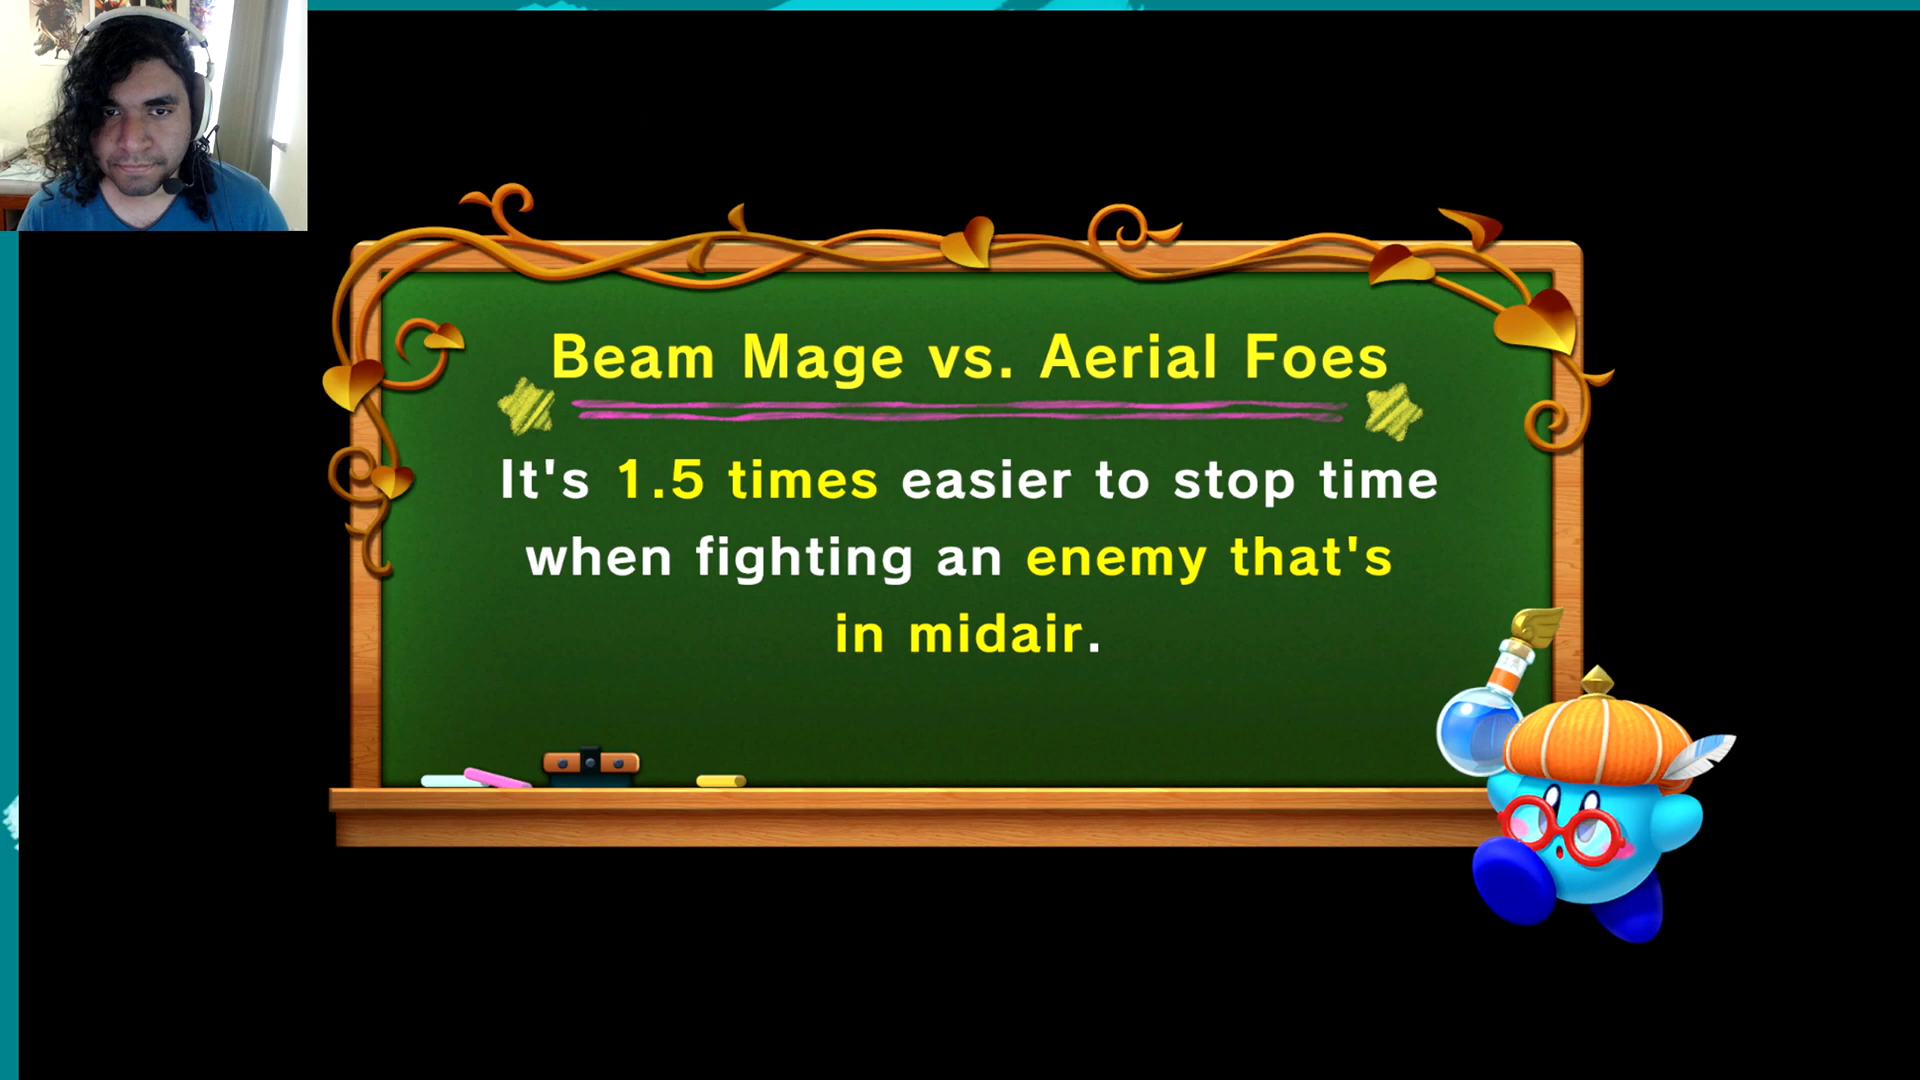 Beam Mage vs. Aerial Foes
It's 1.5 times easier to stop time
when fighting an enemy that's
in midair.